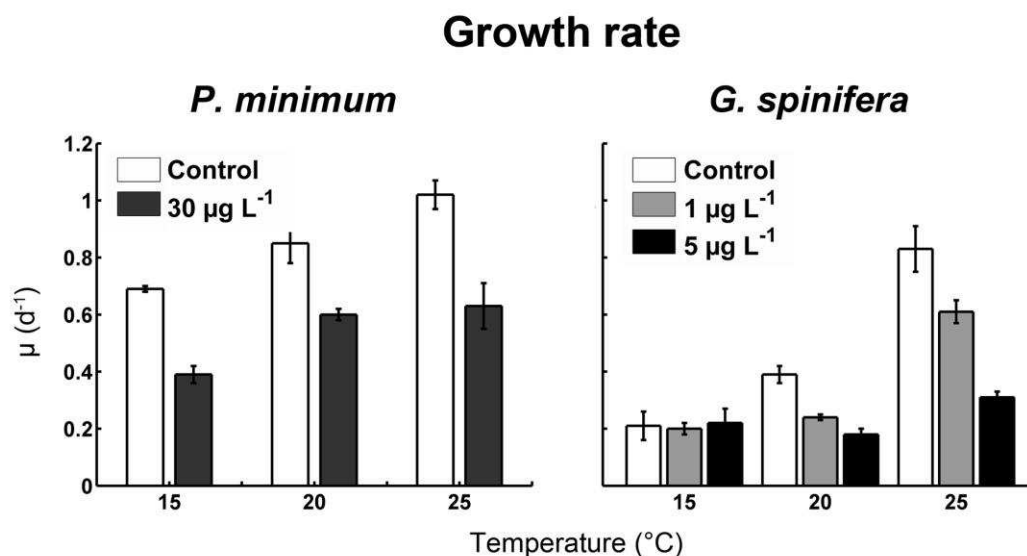 Growth rate
P. minimum
G. spinifera
µ (d⁻¹)
1.2
1
0.8
0.6
0.4
0.2
0
Control
30 µg L⁻¹
15 20 25
Control
1 µg L⁻¹
5 µg L⁻¹
15 20 25
Temperature (°C)